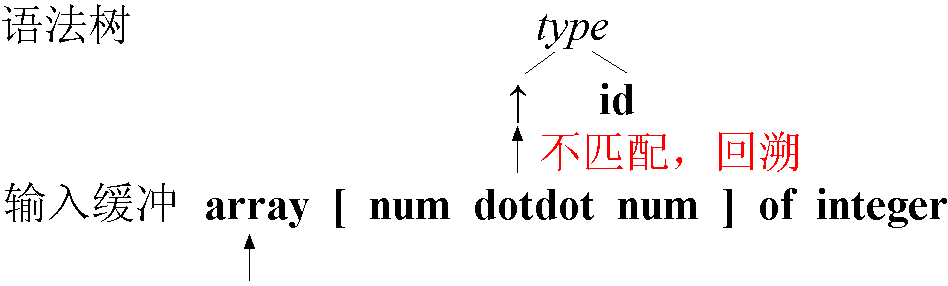 语法树 type
↑ id
不匹配，回溯
输入缓冲 array [ num dotdot num ] of integer